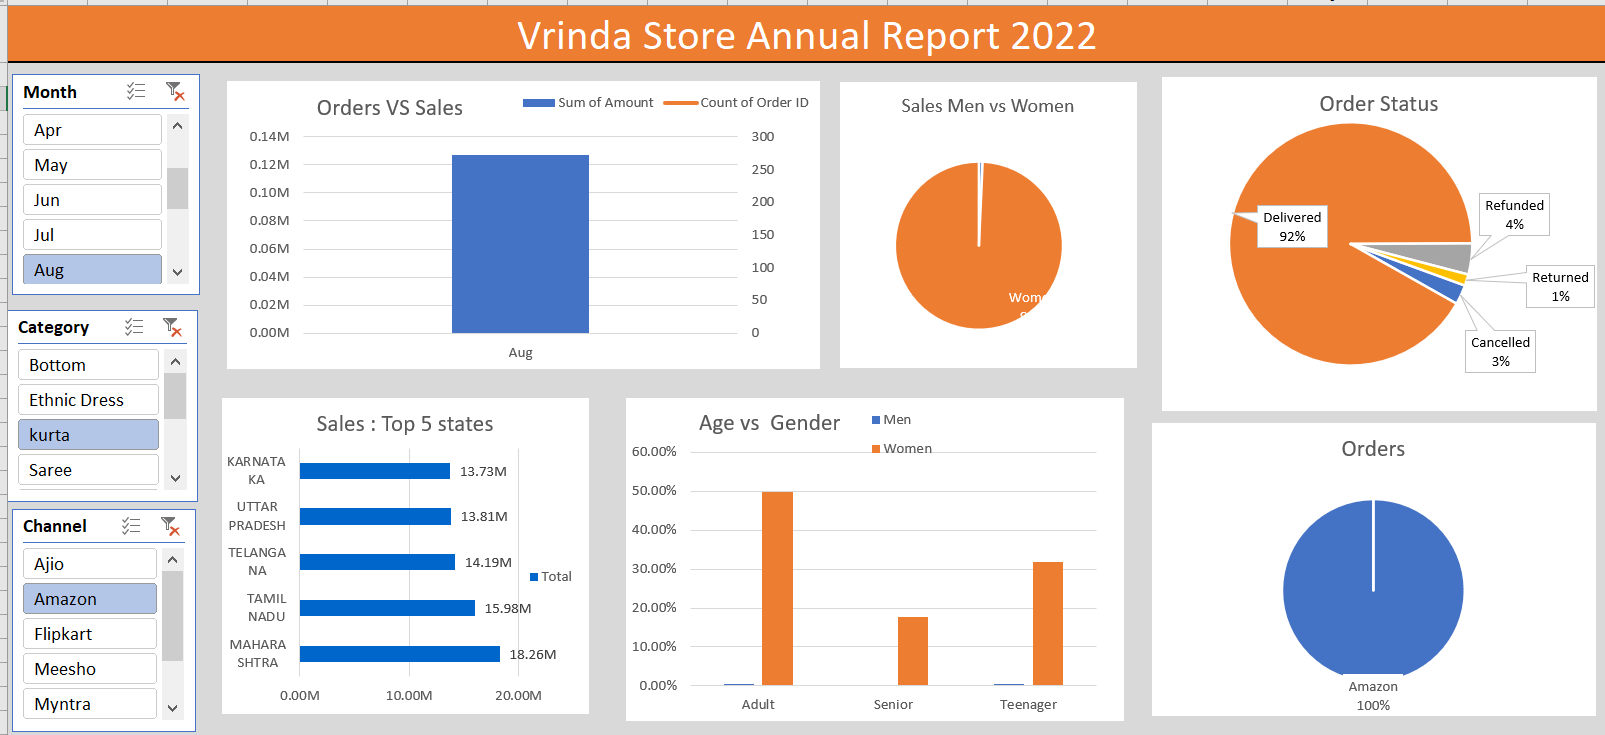 Vrinda Store Annual Report 2022
Month
Apr
May
Jun
Jul
Aug
Category
Bottom
Ethnic Dress
kurta
Saree
Channel
Ajio
Amazon
Flipkart
Meesho
Myntra
Orders VS Sales
Sum of Amount
Count of Order ID
0.14M
0.12M
0.10M
0.08M
0.06M
0.04M
0.02M
0.00M
300
250
200
150
100
50
0
Aug
Sales Men vs Women
Order Status
Delivered
92%
Refunded
4%
Returned
1%
Cancelled
3%
Sales : Top 5 states
KARNATA
KA
13.73M
UTTAR
PRADESH
13.81M
TELANGA
NA
14.19M
TAMIL
NADU
15.98M
MAHARA
SHTRA
18.26M
Total
0.00M
10.00M
20.00M
Age vs Gender
Men
Women
60.00%
50.00%
40.00%
30.00%
20.00%
10.00%
0.00%
Adult
Senior
Teenager
Orders
Amazon
100%